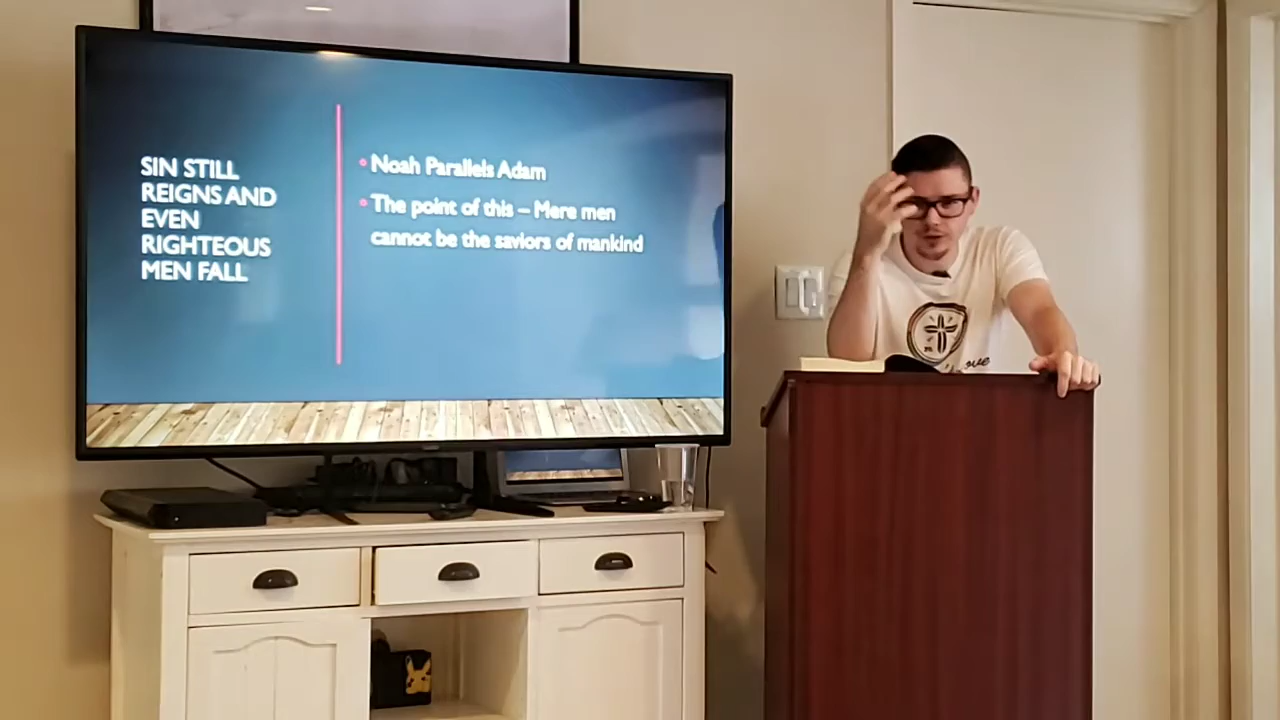 SIN STILL
REIGNS AND
EVEN
RIGHTEOUS
MEN FALL
• Noah Parallels Adam
• The point of this – Mere men
cannot be the saviors of mankind